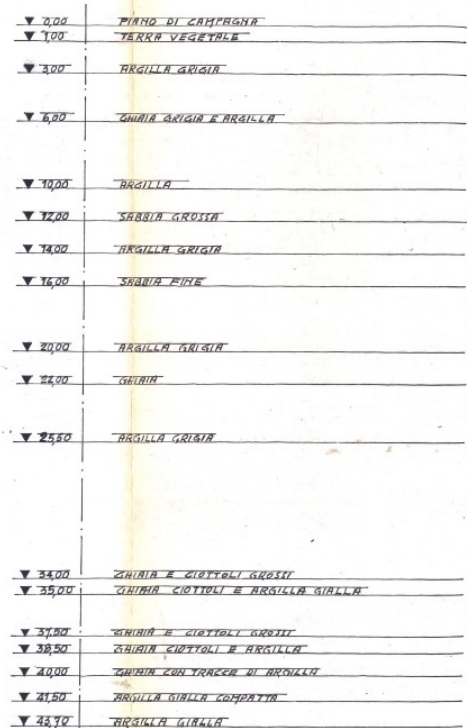 ▼ 0,00 PIANO DI CAMPAGNA
▼ 1,00 TERRA VEGETALE
▼ 3,00 ARGILLA GRIGIA
▼ 6,00 GHIAIA GRIGIA E ARGILLA
▼ 10,00 ARGILLA
▼ 12,00 SABBIA GROSSA
▼ 14,00 ARGILLA GRIGIA
▼ 16,00 SABBIA FINE
▼ 20,00 ARGILLA GRIGIA
▼ 22,00 GHIAIA
▼ 25,50 ARGILLA GRIGIA
▼ 34,00 GHIAIA E CIOTTOLI GROSSI
▼ 35,00 GHIAIA CIOTTOLI E ARGILLA GIALLA
▼ 37,50 GHIAIA E CIOTTOLI GROSSI
▼ 38,50 GHIAIA CIOTTOLI E ARGILLA
▼ 40,00 GHIAIA CON TRACCE DI ARGILLA
▼ 41,50 ARGILLA GIALLA COMPATTA
▼ 43,70 ARGILLA GIALLA